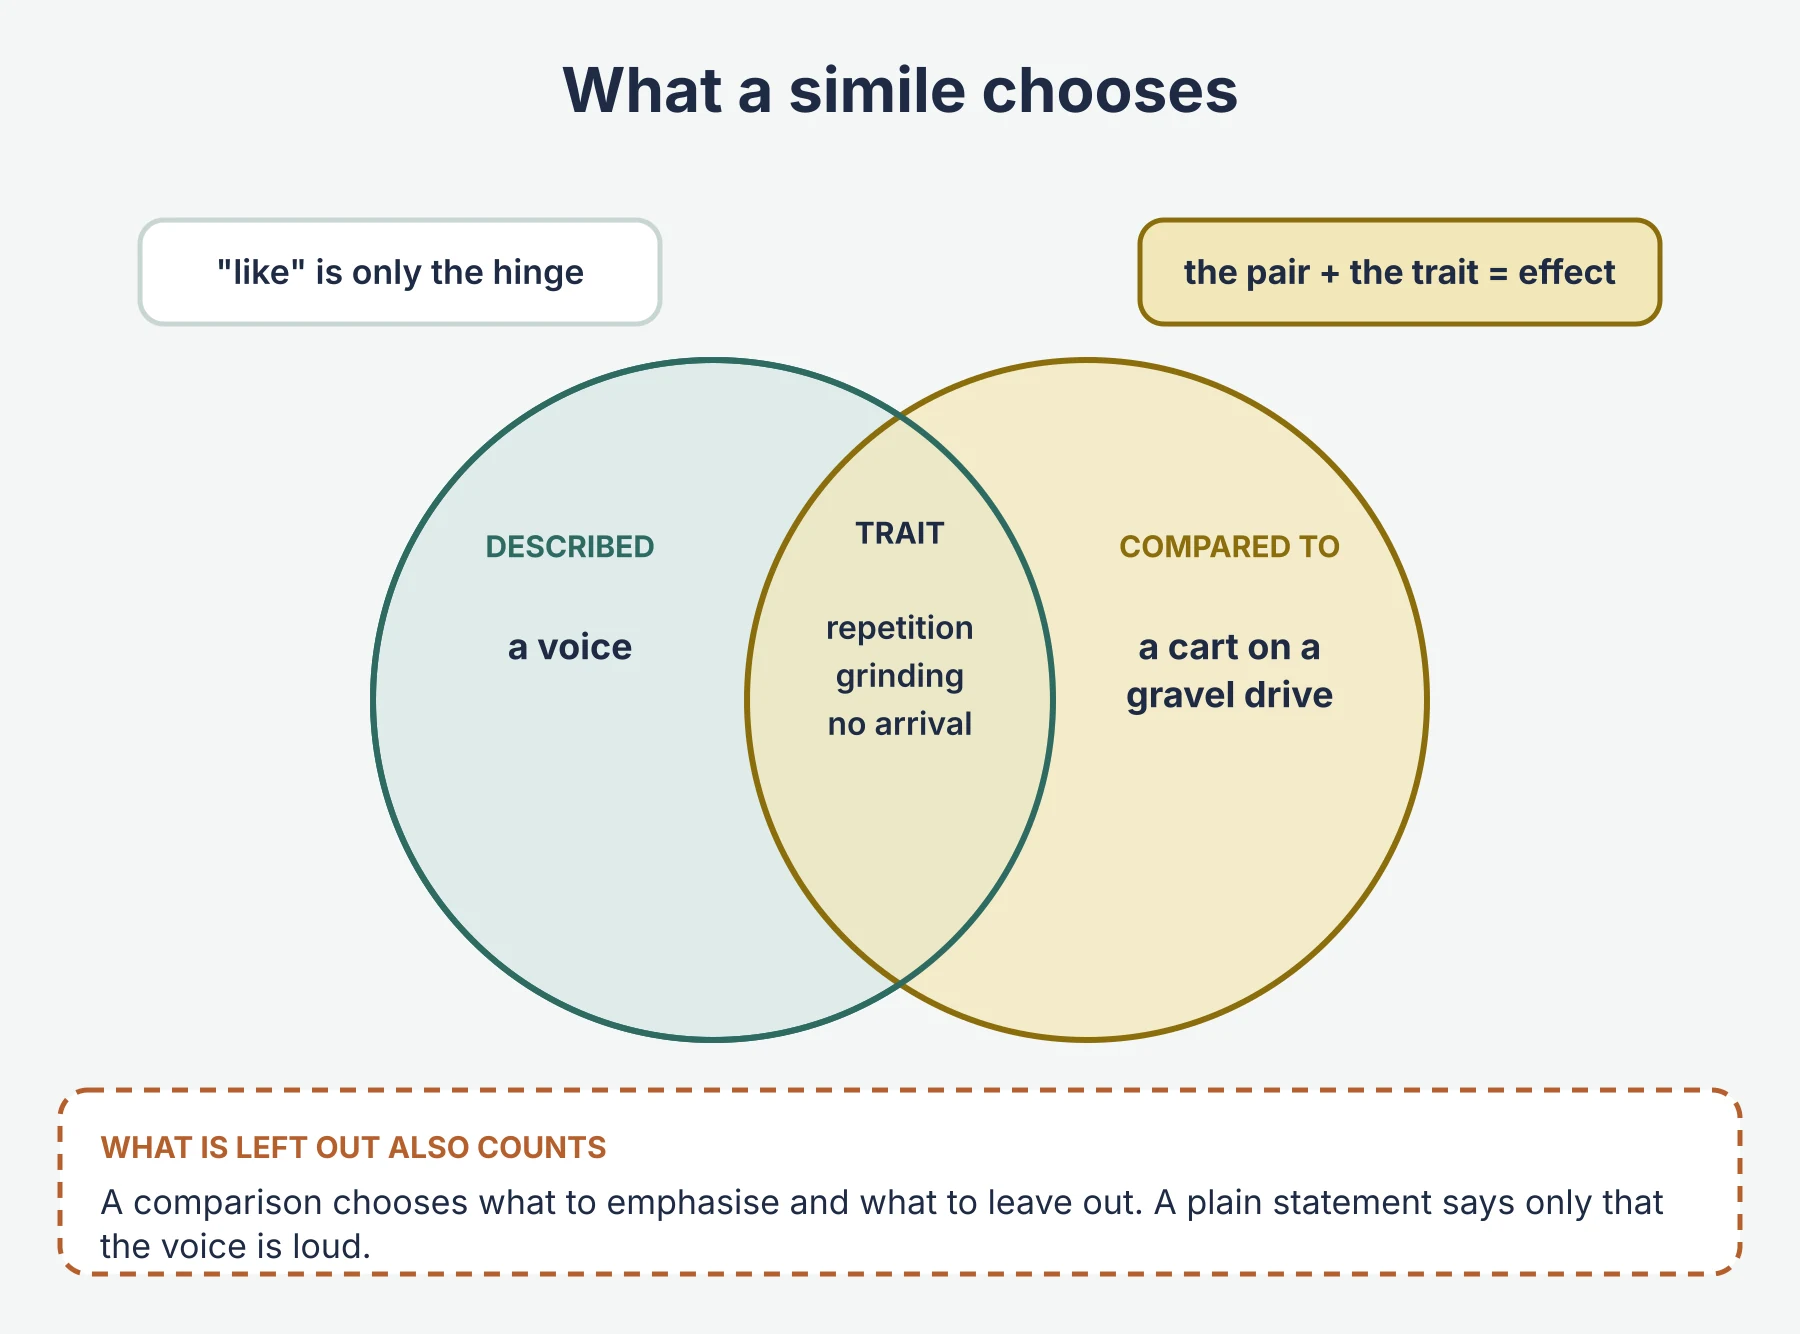 What a simile chooses
"like" is only the hinge
the pair + the trait = effect
DESCRIBED
a voice
TRAIT
repetition
grinding
no arrival
COMPARED TO
a cart on a
gravel drive
WHAT IS LEFT OUT ALSO COUNTS
A comparison chooses what to emphasise and what to leave out. A plain statement says only that
the voice is loud.